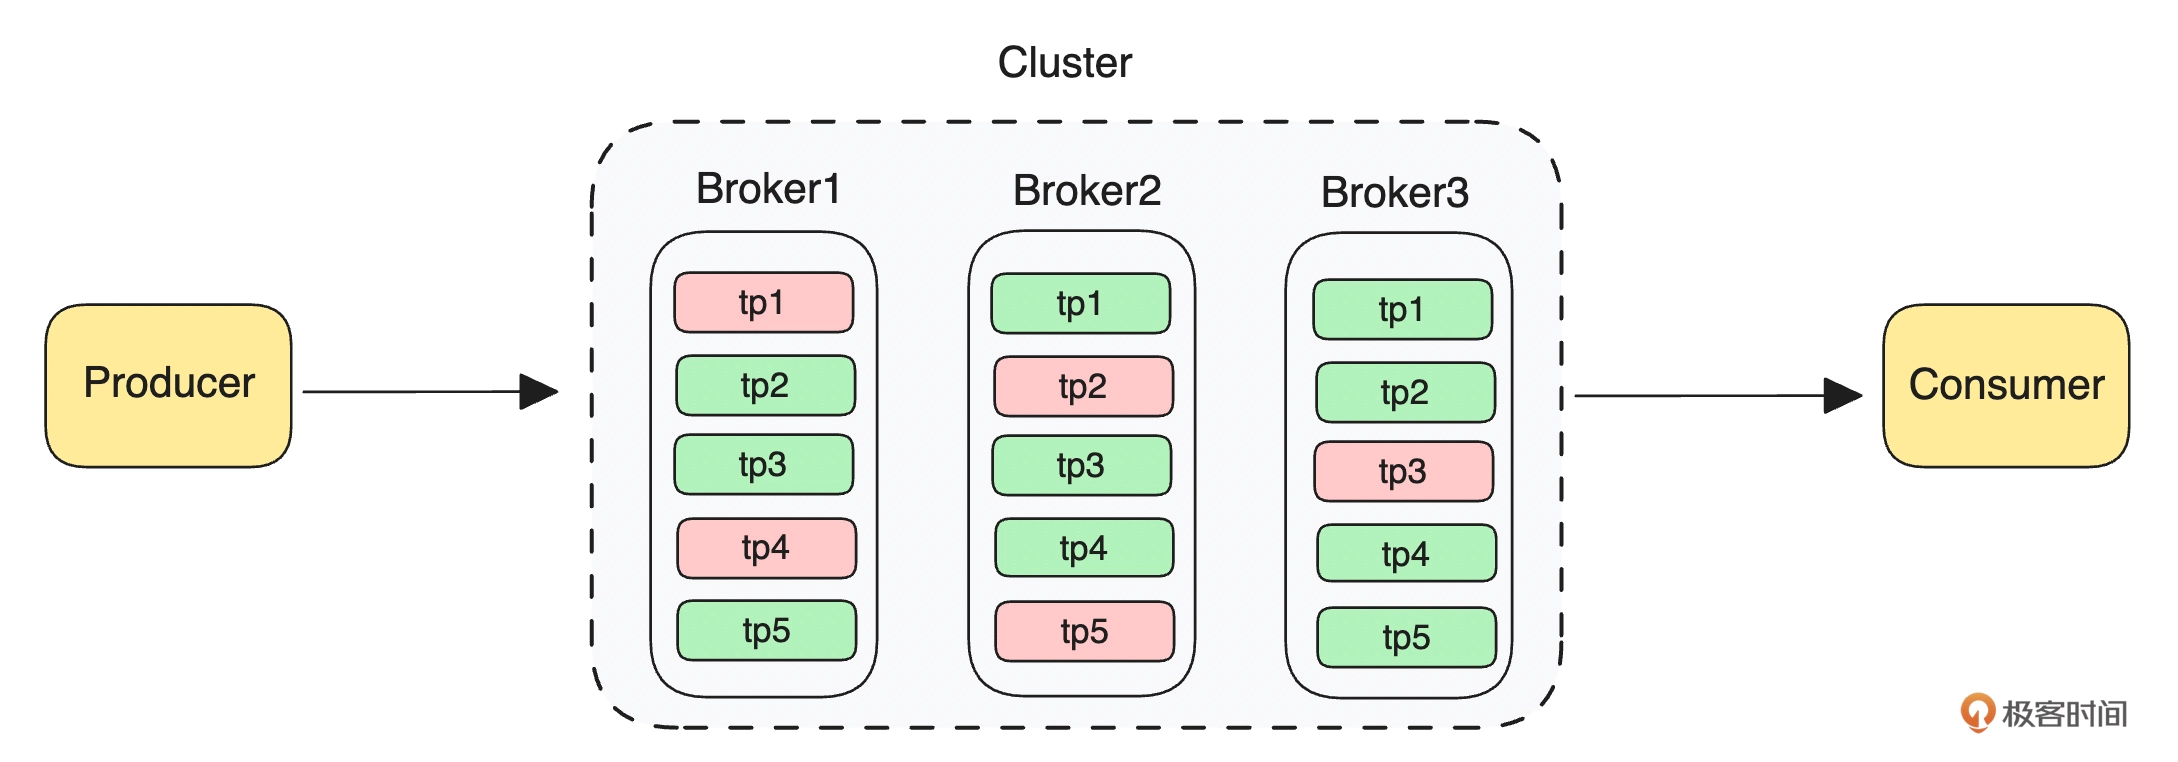 Cluster
Broker1
Broker2
Broker3
Producer
tp1
tp2
tp3
tp4
tp5
tp1
tp2
tp3
tp4
tp5
tp1
tp2
tp3
tp4
tp5
Consumer
极客时间